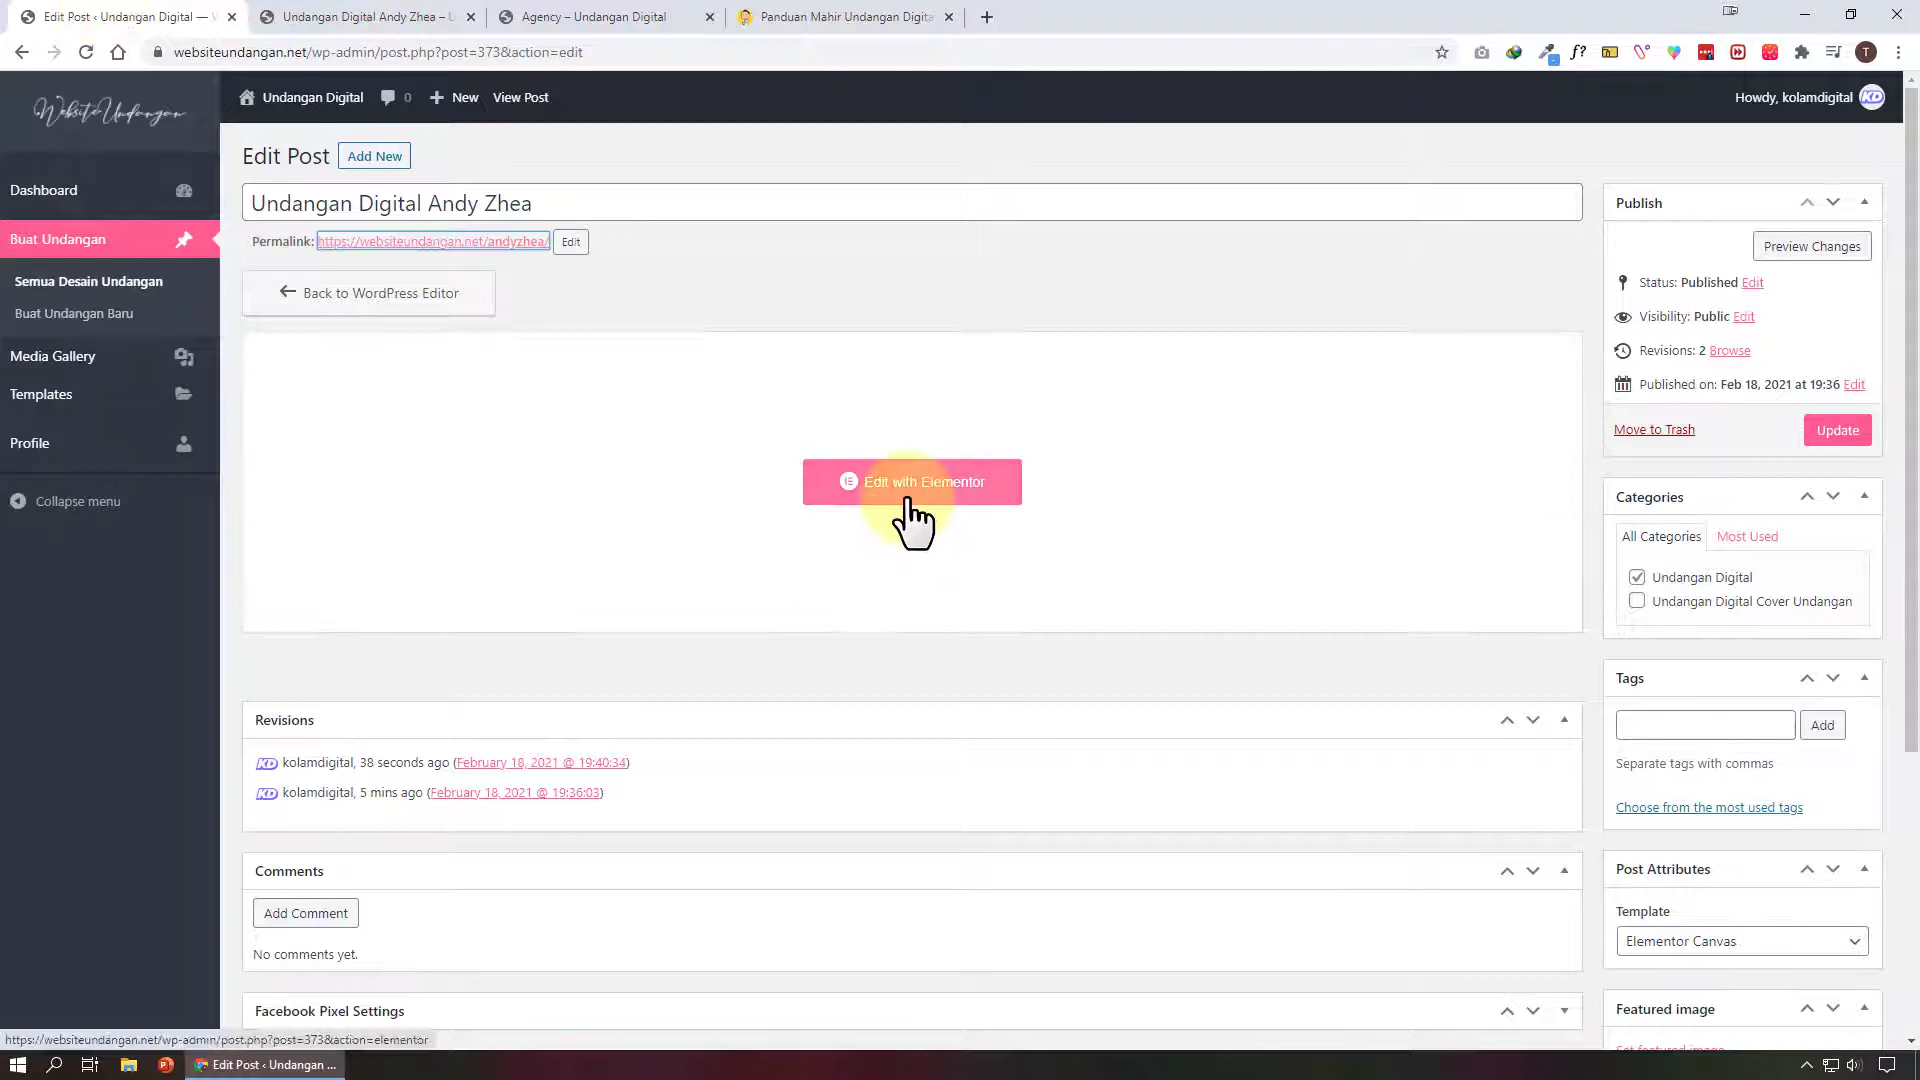 Edit Post ‹ Undangan Digital — W
Undangan Digital Andy Zhea – U
Agency – Undangan Digital
Panduan Mahir Undangan Digita
websiteundangan.net/wp-admin/post.php?post=373&action=edit
f?
T
Website Undangan
Undangan Digital
0
New
View Post
Howdy, kolamdigital
KD
Dashboard
Buat Undangan
Semua Desain Undangan
Buat Undangan Baru
Media Gallery
Templates
Profile
Collapse menu
Edit Post
Add New
Undangan Digital Andy Zhea
Permalink: https://websiteundangan.net/andyzhea/
Edit
Back to WordPress Editor
Edit with Elementor
Revisions
KD kolamdigital, 38 seconds ago (February 18, 2021 @ 19:40:34)
KD kolamdigital, 5 mins ago (February 18, 2021 @ 19:36:03)
Comments
Add Comment
No comments yet.
Facebook Pixel Settings
Publish
Preview Changes
Status: Published Edit
Visibility: Public Edit
Revisions: 2 Browse
Published on: Feb 18, 2021 at 19:36 Edit
Move to Trash
Update
Categories
All Categories
Most Used
Undangan Digital
Undangan Digital Cover Undangan
Tags
Add
Separate tags with commas
Choose from the most used tags
Post Attributes
Template
Elementor Canvas
Featured image
Set featured image
https://websiteundangan.net/wp-admin/post.php?post=373&action=elementor
Edit Post ‹ Undangan ...